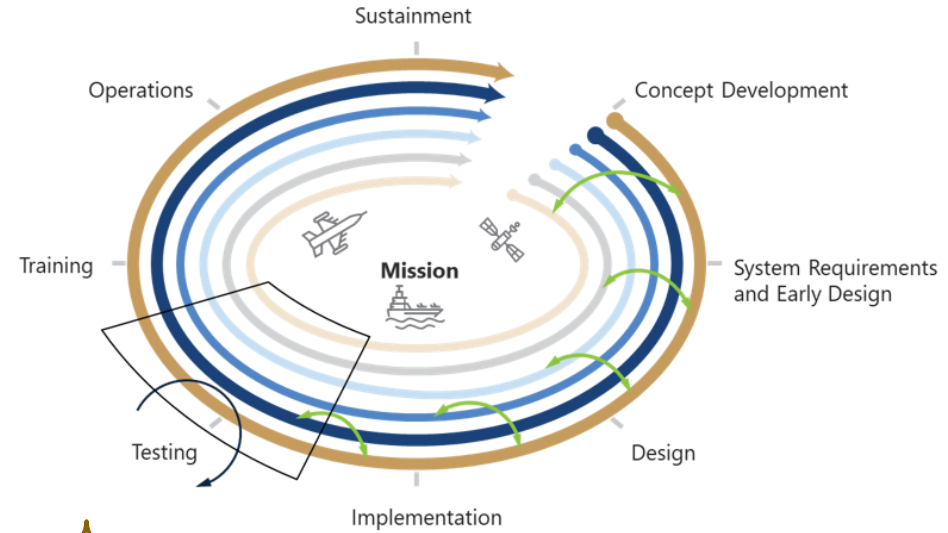 Sustainment
Operations
Concept Development
Training
Mission
System Requirements
and Early Design
Testing
Design
Implementation